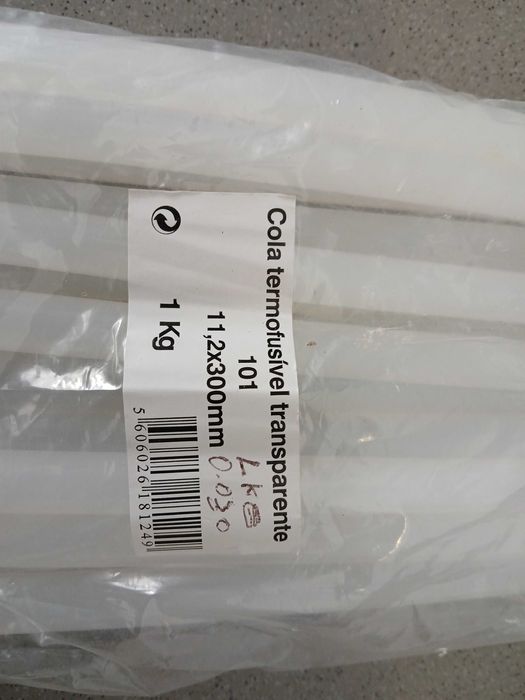 Cola termofusível transparente
101
11,2x300mm
0.030
1 Kg
5 606026 181249